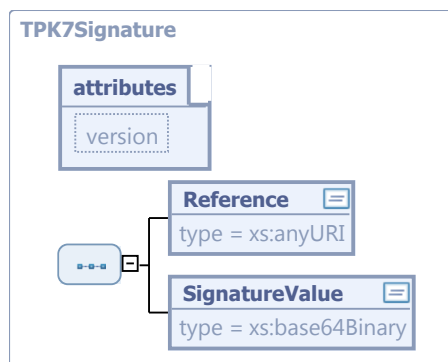 TPK7Signature
attributes
version
Reference
type = xs:anyURI
SignatureValue
type = xs:base64Binary